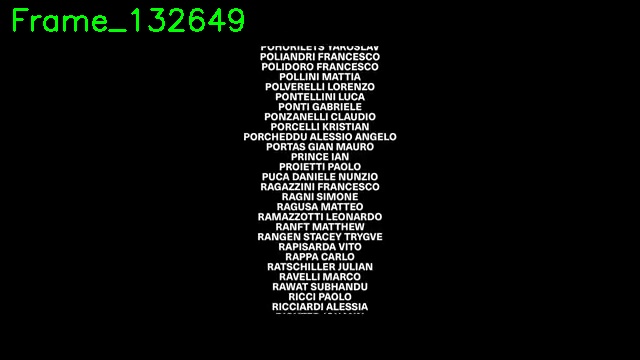 Frame_132649
POHORILETS YAROSLAV
POLIANDRI FRANCESCO
POLIDORO FRANCESCO
POLLINI MATTIA
POLVERELLI LORENZO
PONTELLINI LUCA
PONTI GABRIELE
PONZANELLI CLAUDIO
PORCELLI KRISTIAN
PORCHEDDU ALESSIO ANGELO
PORTAS GIAN MAURO
PRINCE IAN
PROIETTI PAOLO
PUCA DANIELE NUNZIO
RAGAZZINI FRANCESCO
RAGNI SIMONE
RAGUSA MATTEO
RAMAZZOTTI LEONARDO
RANFT MATTHEW
RANGEN STACEY TRYGVE
RAPISARDA VITO
RAPPA CARLO
RATSCHILLER JULIAN
RAVELLI MARCO
RAWAT SUBHANDU
RICCI PAOLO
RICCIARDI ALESSIA